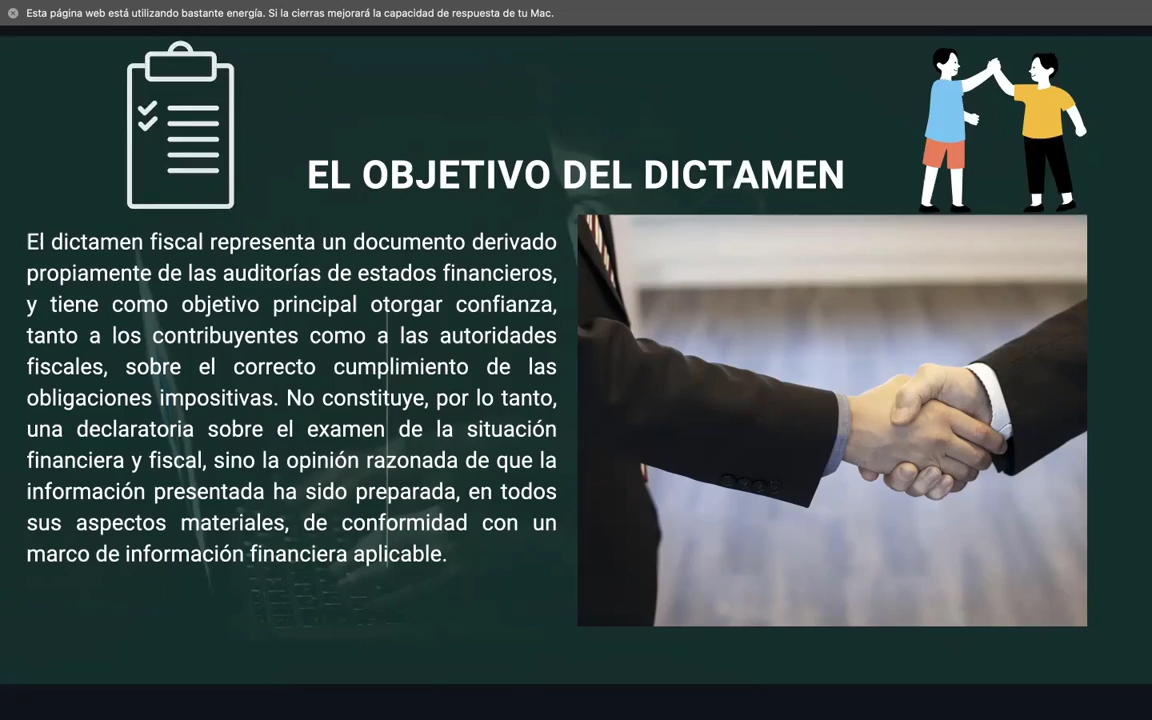 Esta página web está utilizando bastante energía. Si la cierras mejorará la capacidad de respuesta de tu Mac.
EL OBJETIVO DEL DICTAMEN
El dictamen fiscal representa un documento derivado
propiamente de las auditorías de estados financieros,
y tiene como objetivo principal otorgar confianza,
tanto a los contribuyentes como a las autoridades
fiscales, sobre el correcto cumplimiento de las
obligaciones impositivas. No constituye, por lo tanto,
una declaratoria sobre el examen de la situación
financiera y fiscal, sino la opinión razonada de que la
información presentada ha sido preparada, en todos
sus aspectos materiales, de conformidad con un
marco de información financiera aplicable.